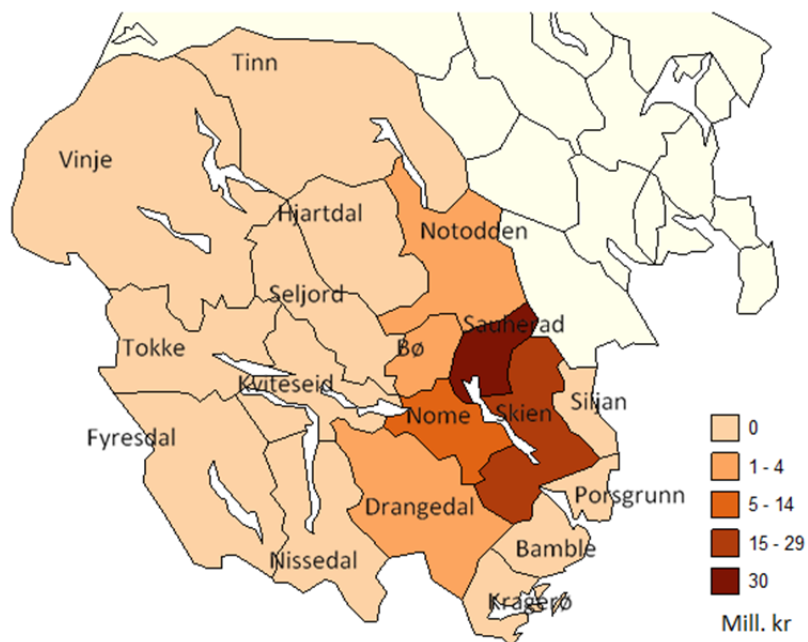 Tinn
Vinje
Hjartdal
Notodden
Seljord
Sauherad
Tokke
Bø
Kviteseid
Siljan
Nome
Skien
Fyresdal
Porsgrunn
Drangedal
Bamble
Nissedal
Kragerø
0
1 - 4
5 - 14
15 - 29
30
Mill. kr